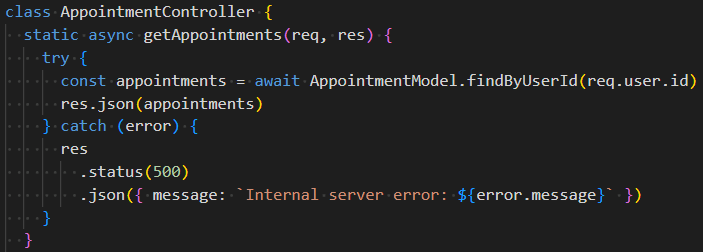 class AppointmentController {
  static async getAppointments(req, res) {
    try {
      const appointments = await AppointmentModel.findByUserId(req.user.id)
      res.json(appointments)
    } catch (error) {
      res
        .status(500)
        .json({ message: `Internal server error: ${error.message}` })
    }
  }